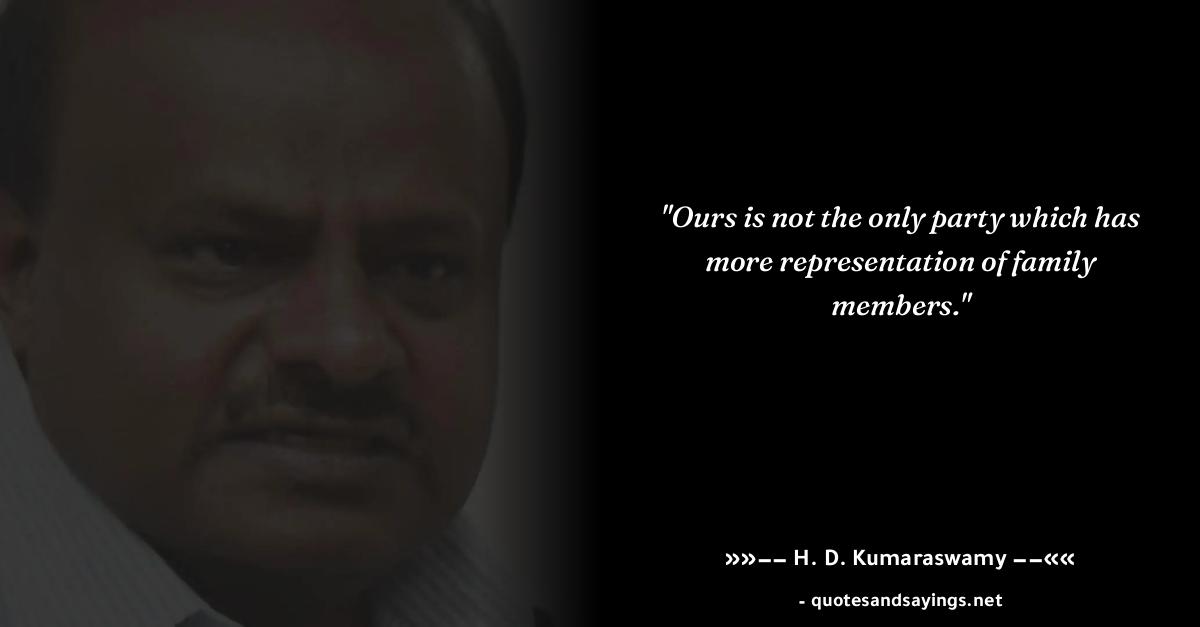 "Ours is not the only party which has
more representation of family
members."
»»−− H. D. Kumaraswamy −−««
- quotesandsayings.net